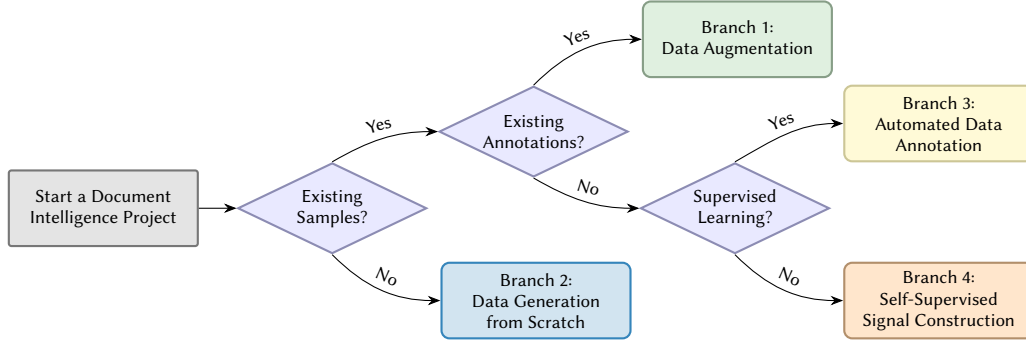 Start a Document
Intelligence Project
Existing
Samples?
Yes
No
Existing
Annotations?
Yes
No
Branch 1:
Data Augmentation
Branch 2:
Data Generation
from Scratch
Supervised
Learning?
Yes
No
Branch 3:
Automated Data
Annotation
Branch 4:
Self-Supervised
Signal Construction